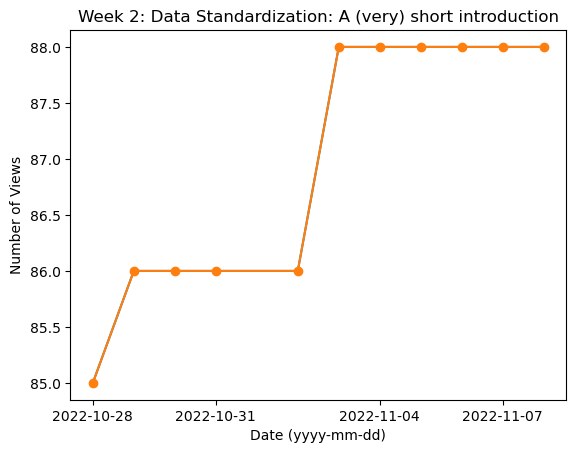 Week 2: Data Standardization: A (very) short introduction
88.0
87.5
87.0
86.5
86.0
85.5
85.0
Number of Views
2022-10-28 2022-10-31 2022-11-04 2022-11-07
Date (yyyy-mm-dd)